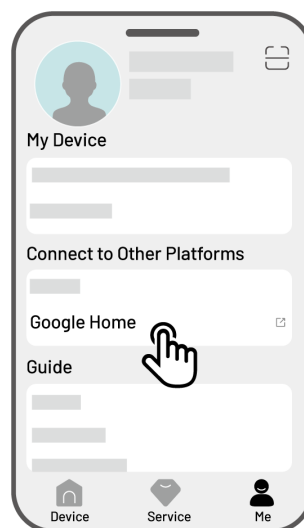 My Device
Connect to Other Platforms
Google Home
Guide
Device
Service
Me